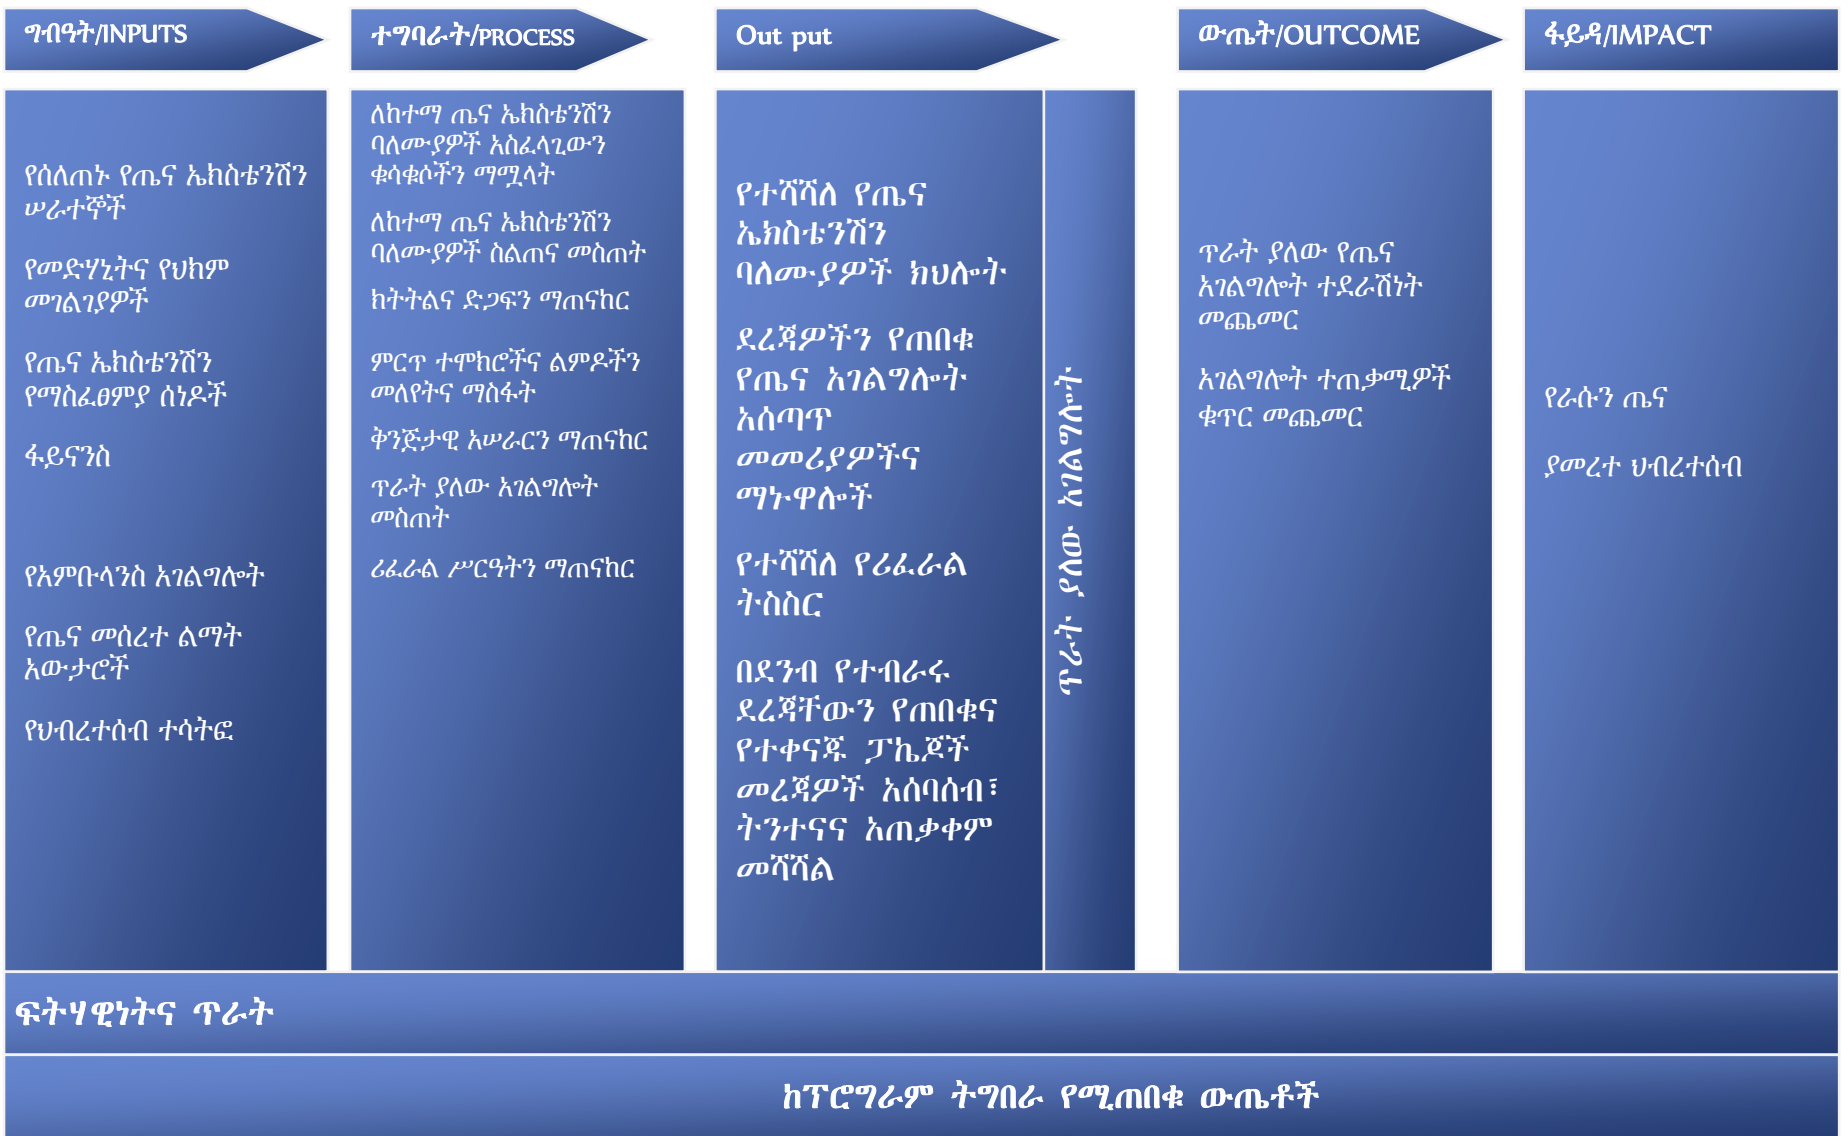 ግብዓት/INPUTS
ተግባራት/PROCESS
Out put
ውጤት/OUTCOME
ፋይዳ/IMPACT
የሰለጠኑ የጤና ኤክስቴንሽን
ሠራተኞች
የመድሃኒትና የህክም
መገልገያዎች
የጤና ኤክስቴንሽን
የማስፈፀምያ ሰነዶች
ፋይናንስ
የአምቡላንስ አገልግሎት
የጤና መሰረተ ልማት
አውታሮች
የህብረተሰብ ተሳትፎ
ለከተማ ጤና ኤክስቴንሽን
ባለሙያዎች አስፈላጊውን
ቁሳቁሶችን ማሟላት
ለከተማ ጤና ኤክስቴንሽን
ባለሙያዎች ስልጠና መስጠት
ክትትልና ድጋፍን ማጠናከር
ምርጥ ተሞክሮችና ልምዶችን
መለየትና ማስፋት
ቅንጅታዊ አሠራርን ማጠናከር
ጥራት ያለው አገልግሎት
መስጠት
ሪፈራል ሥርዓትን ማጠናከር
የተሻሻለ የጤና
ኤክስቴንሽን
ባለሙያዎች ክህሎት
ደረጃዎችን የጠበቁ
የጤና አገልግሎት
አሰጣጥ
መመሪያዎችና
ማኑዋሎች
የተሻሻለ የሪፈራል
ትስስር
በደንብ የተብራሩ
ደረጃቸውን የጠበቁና
የተቀናጁ ፓኬጆች
መረጃዎች አሰባሰብ፣
ትንተናና አጠቃቀም
መሻሻል
ጥራት ያለው አገልግሎት
ጥራት ያለው የጤና
አገልግሎት ተደራሽነት
መጨመር
አገልግሎት ተጠቃሚዎች
ቁጥር መጨመር
የራሱን ጤና
ያመረተ ህብረተሰብ
ፍትሃዊነትና ጥራት
ከፕሮግራም ትግበራ የሚጠበቁ ውጤቶች